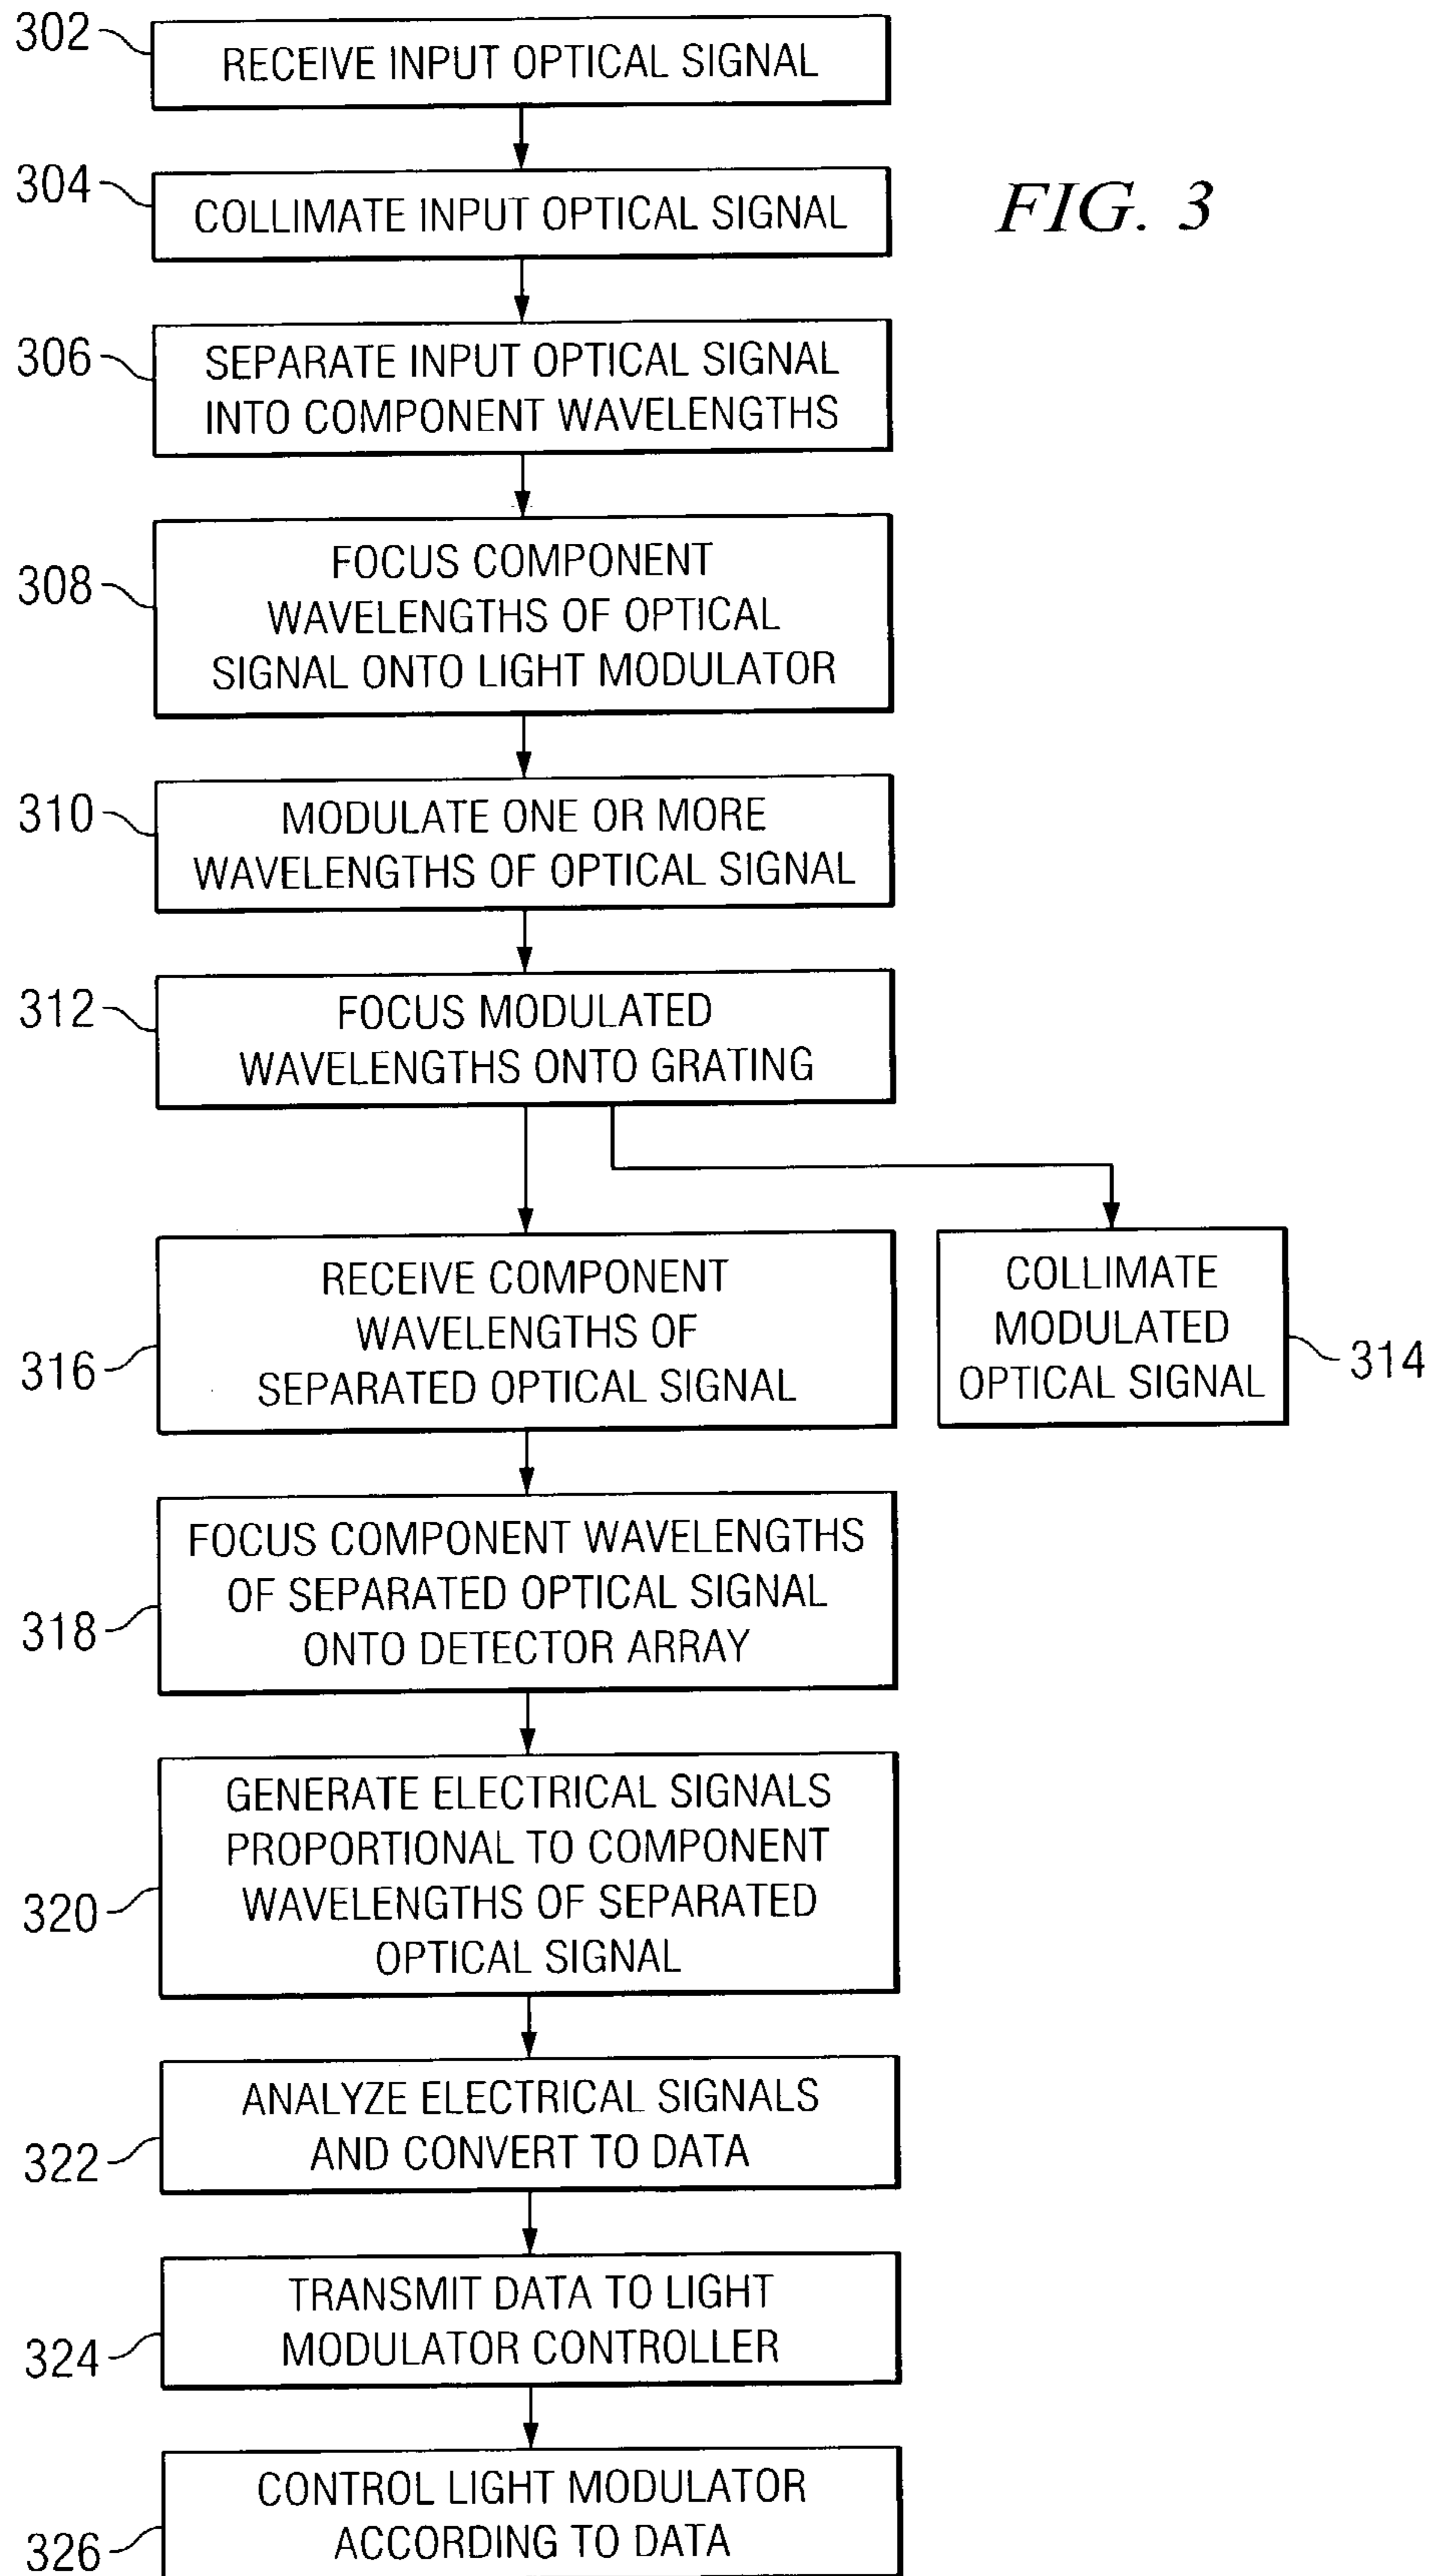 302
RECEIVE INPUT OPTICAL SIGNAL
304
COLLIMATE INPUT OPTICAL SIGNAL
FIG. 3
306
SEPARATE INPUT OPTICAL SIGNAL
INTO COMPONENT WAVELENGTHS
308
FOCUS COMPONENT
WAVELENGTHS OF OPTICAL
SIGNAL ONTO LIGHT MODULATOR
310
MODULATE ONE OR MORE
WAVELENGTHS OF OPTICAL SIGNAL
312
FOCUS MODULATED
WAVELENGTHS ONTO GRATING
316
RECEIVE COMPONENT
WAVELENGTHS OF
SEPARATED OPTICAL SIGNAL
COLLIMATE
MODULATED
OPTICAL SIGNAL
314
318
FOCUS COMPONENT WAVELENGTHS
OF SEPARATED OPTICAL SIGNAL
ONTO DETECTOR ARRAY
320
GENERATE ELECTRICAL SIGNALS
PROPORTIONAL TO COMPONENT
WAVELENGTHS OF SEPARATED
OPTICAL SIGNAL
322
ANALYZE ELECTRICAL SIGNALS
AND CONVERT TO DATA
324
TRANSMIT DATA TO LIGHT
MODULATOR CONTROLLER
326
CONTROL LIGHT MODULATOR
ACCORDING TO DATA